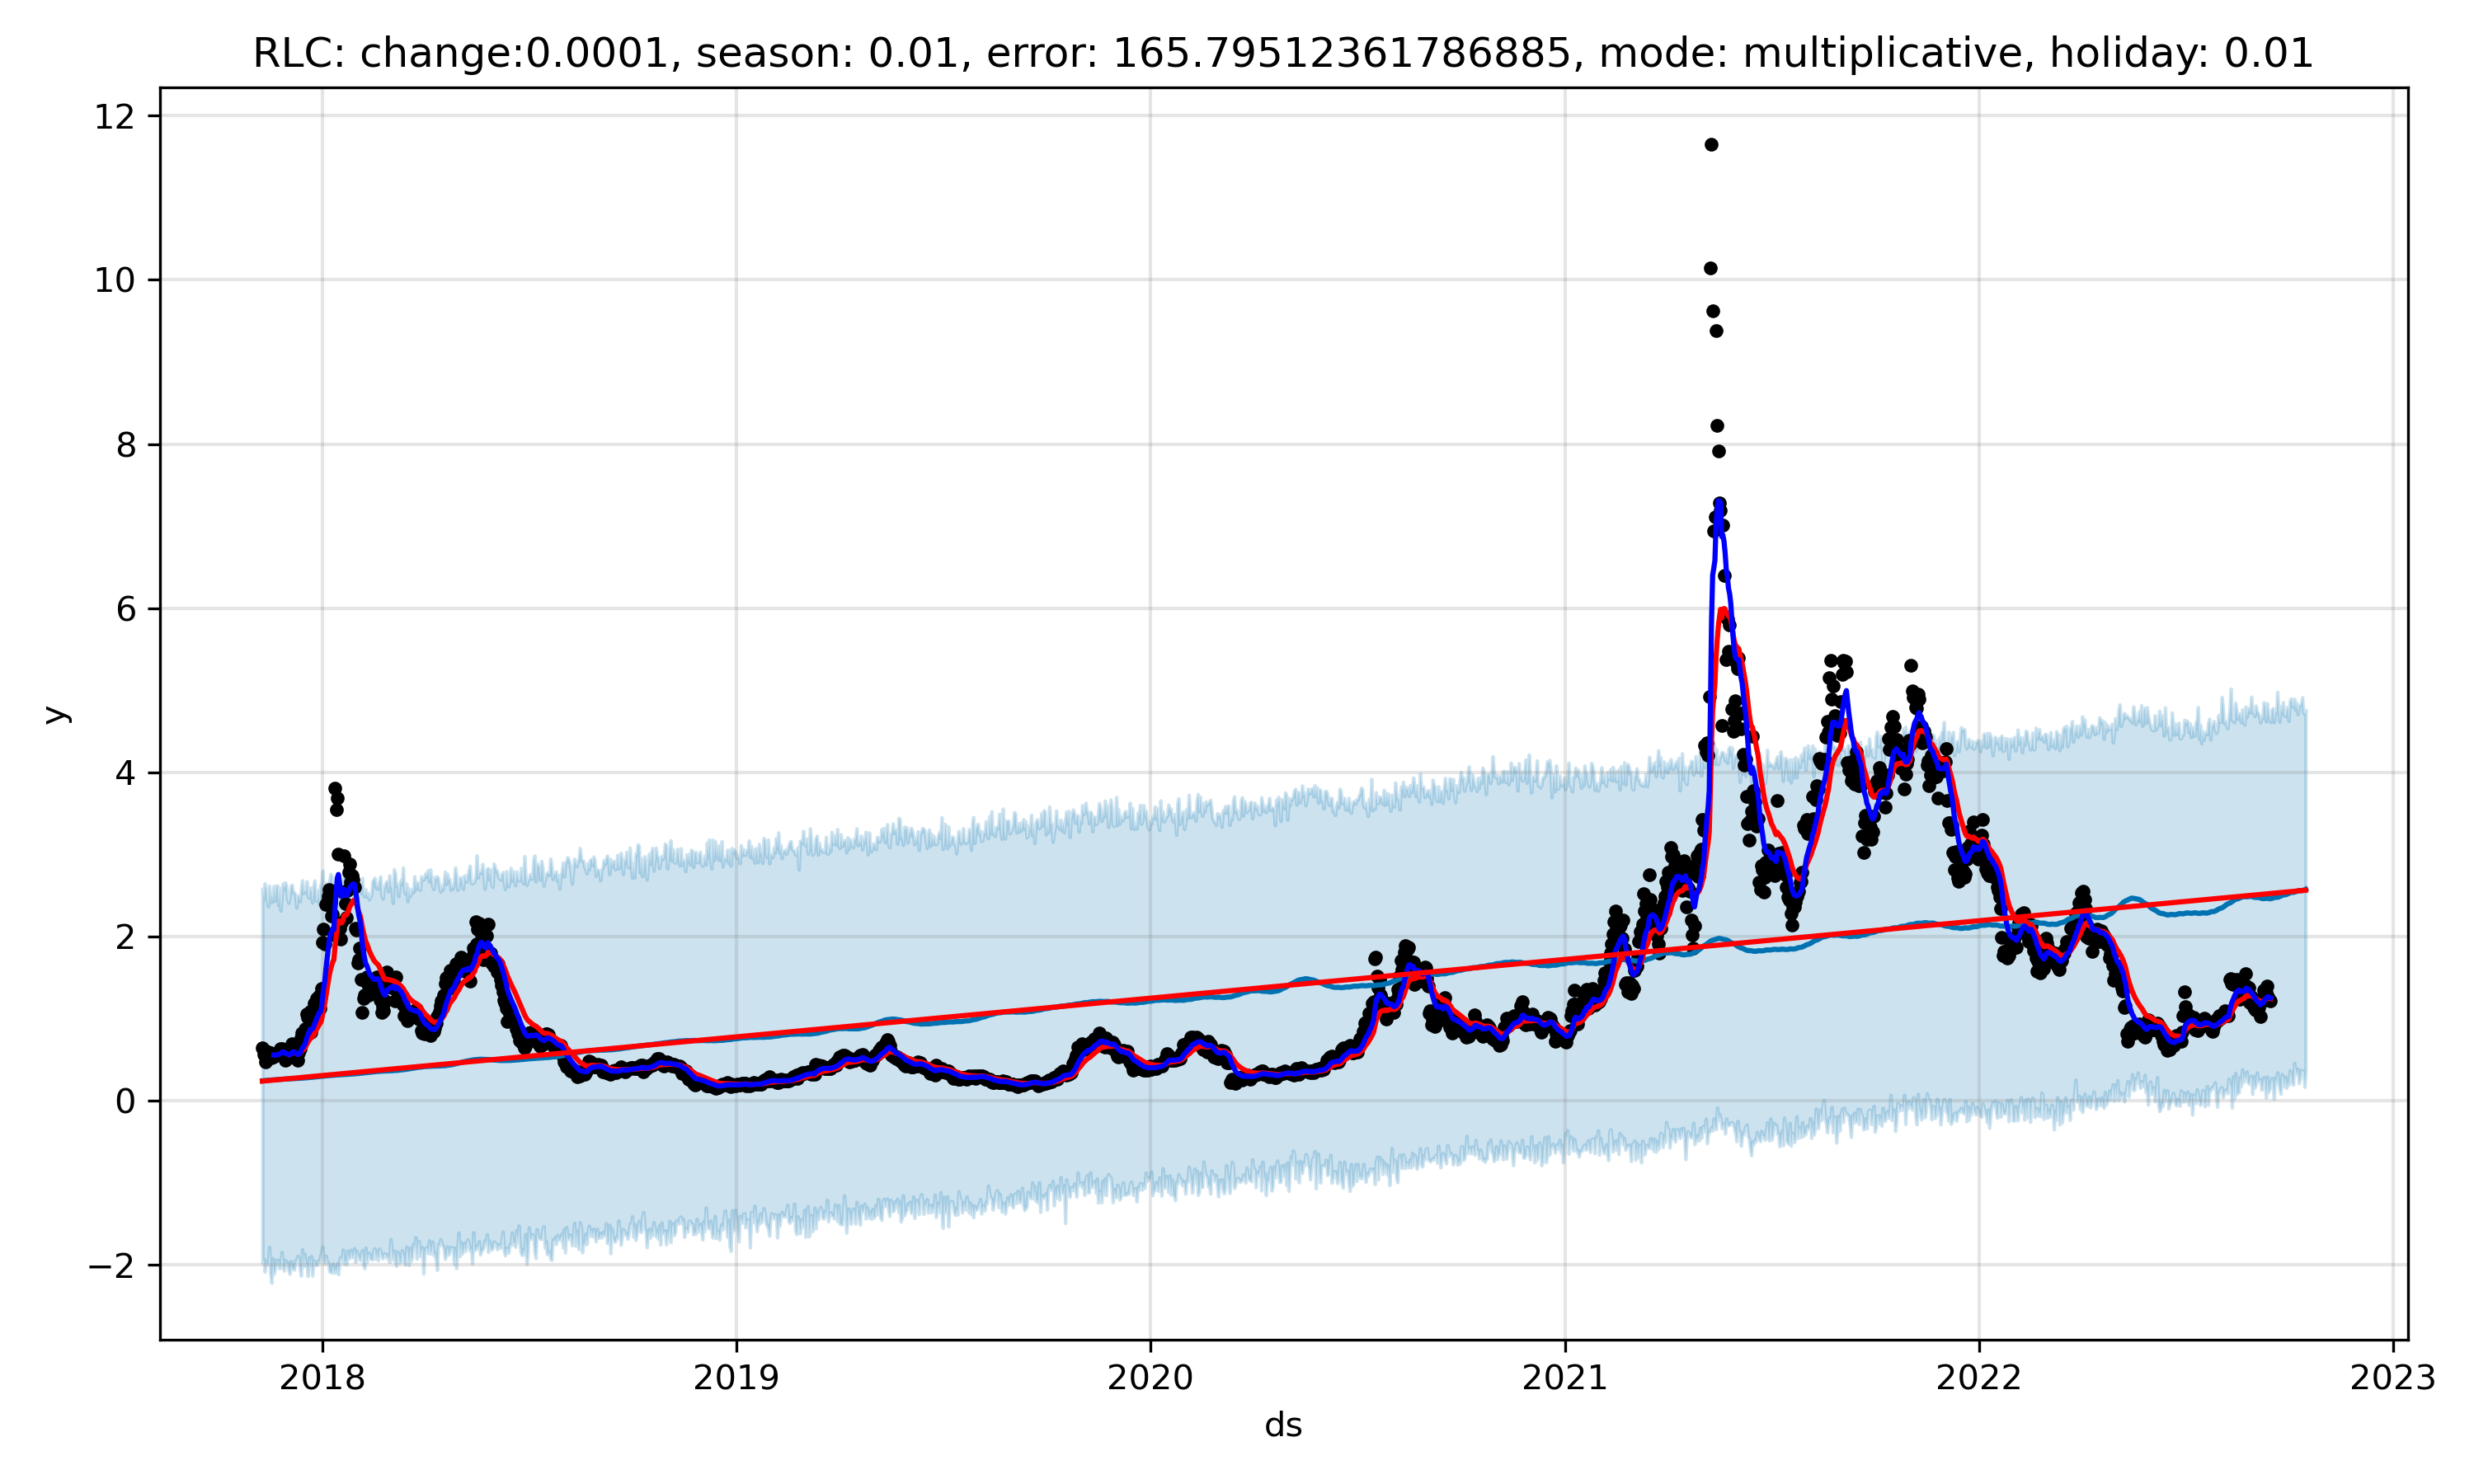 RLC: change:0.0001, season: 0.01, error: 165.79512361786885, mode: multiplicative, holiday: 0.01
12
10
8
6
4
2
0
−2
y
2018 2019 2020 2021 2022 2023
ds